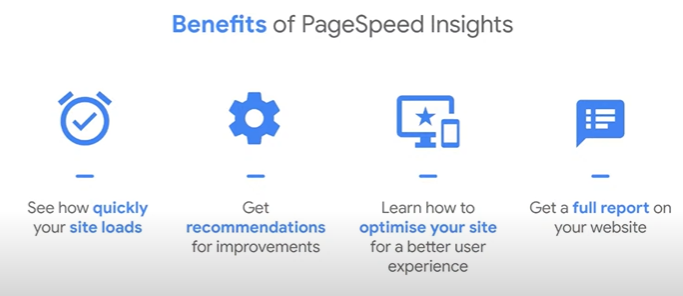 Benefits of PageSpeed Insights
See how quickly
your site loads
Get
recommendations
for improvements
Learn how to
optimise your site
for a better user
experience
Get a full report on
your website